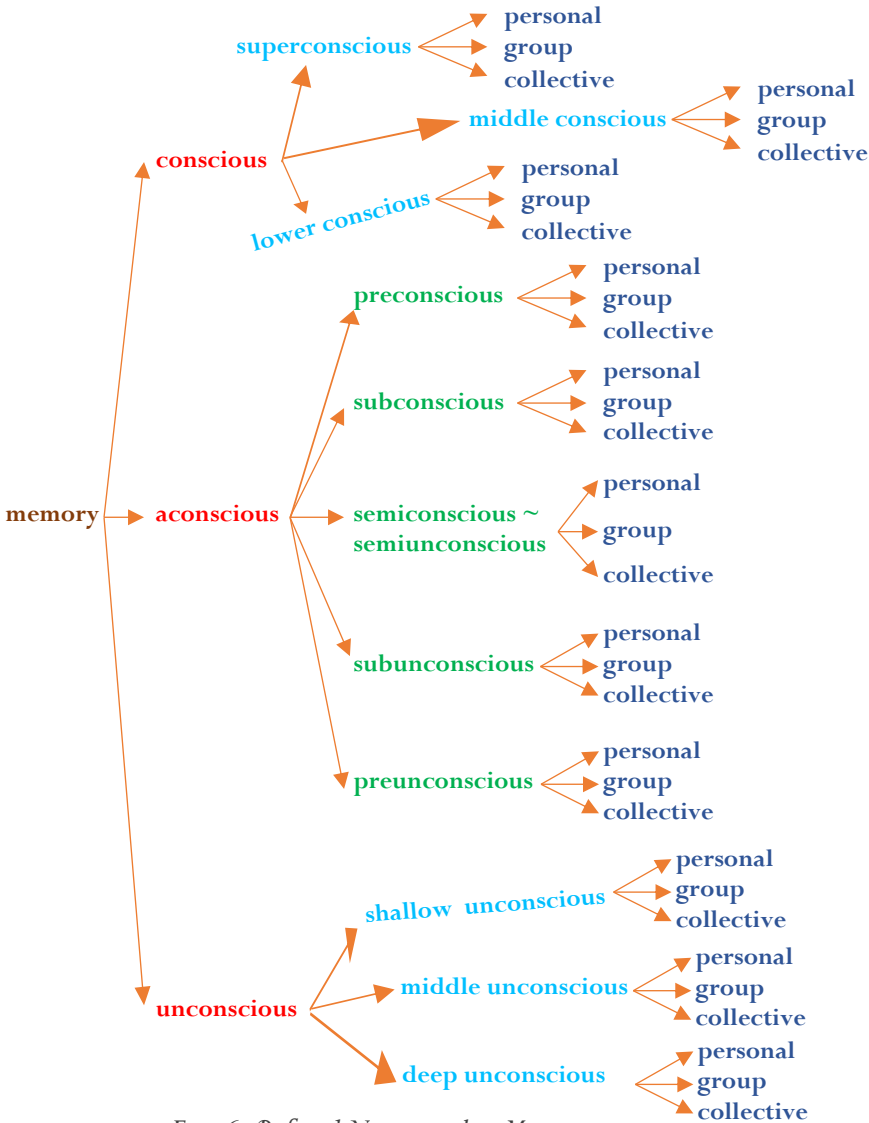 personal
superconscious
group
collective
personal
middle conscious
group
conscious
collective
personal
group
lower conscious
collective
personal
preconscious
group
collective
personal
subconscious
group
collective
personal
memory
aconscious
semiconscious ~
semiunconscious
group
collective
personal
subunconscious
group
collective
personal
preunconscious
group
collective
personal
shallow unconscious
group
collective
personal
middle unconscious
group
unconscious
collective
personal
deep unconscious
group
collective